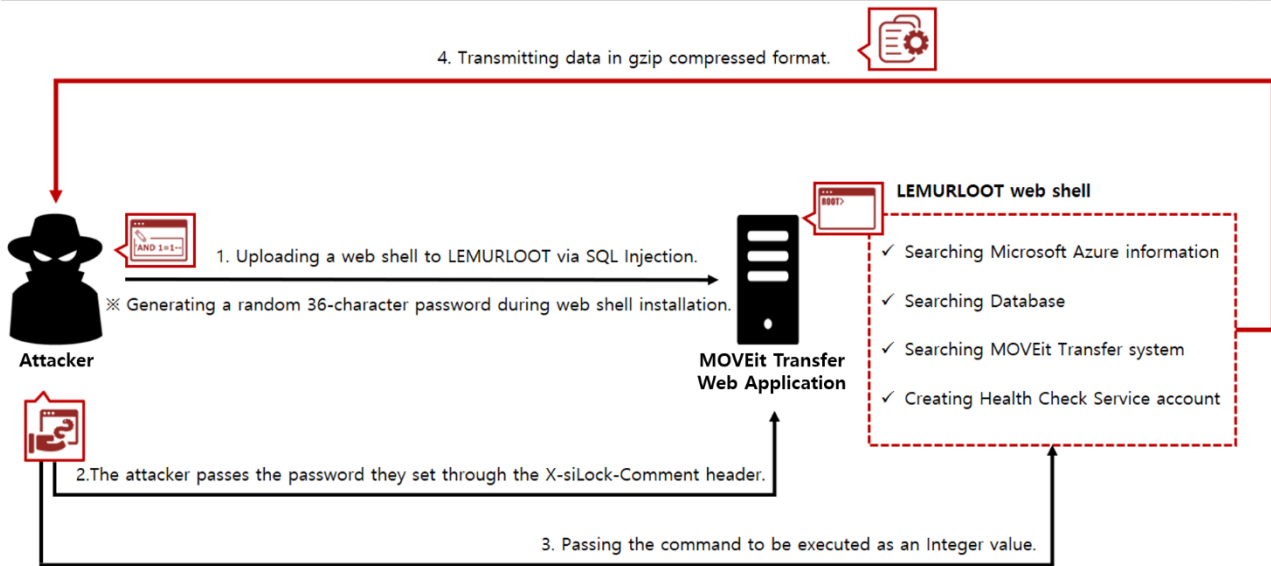 4. Transmitting data in gzip compressed format.
ROOT>
LEMURLOOT web shell
'AND 1=1--
1. Uploading a web shell to LEMURLOOT via SQL Injection.
※ Generating a random 36-character password during web shell installation.
Attacker
MOVEit Transfer
Web Application
✓ Searching Microsoft Azure information
✓ Searching Database
✓ Searching MOVEit Transfer system
✓ Creating Health Check Service account
2.The attacker passes the password they set through the X-siLock-Comment header.
3. Passing the command to be executed as an Integer value.